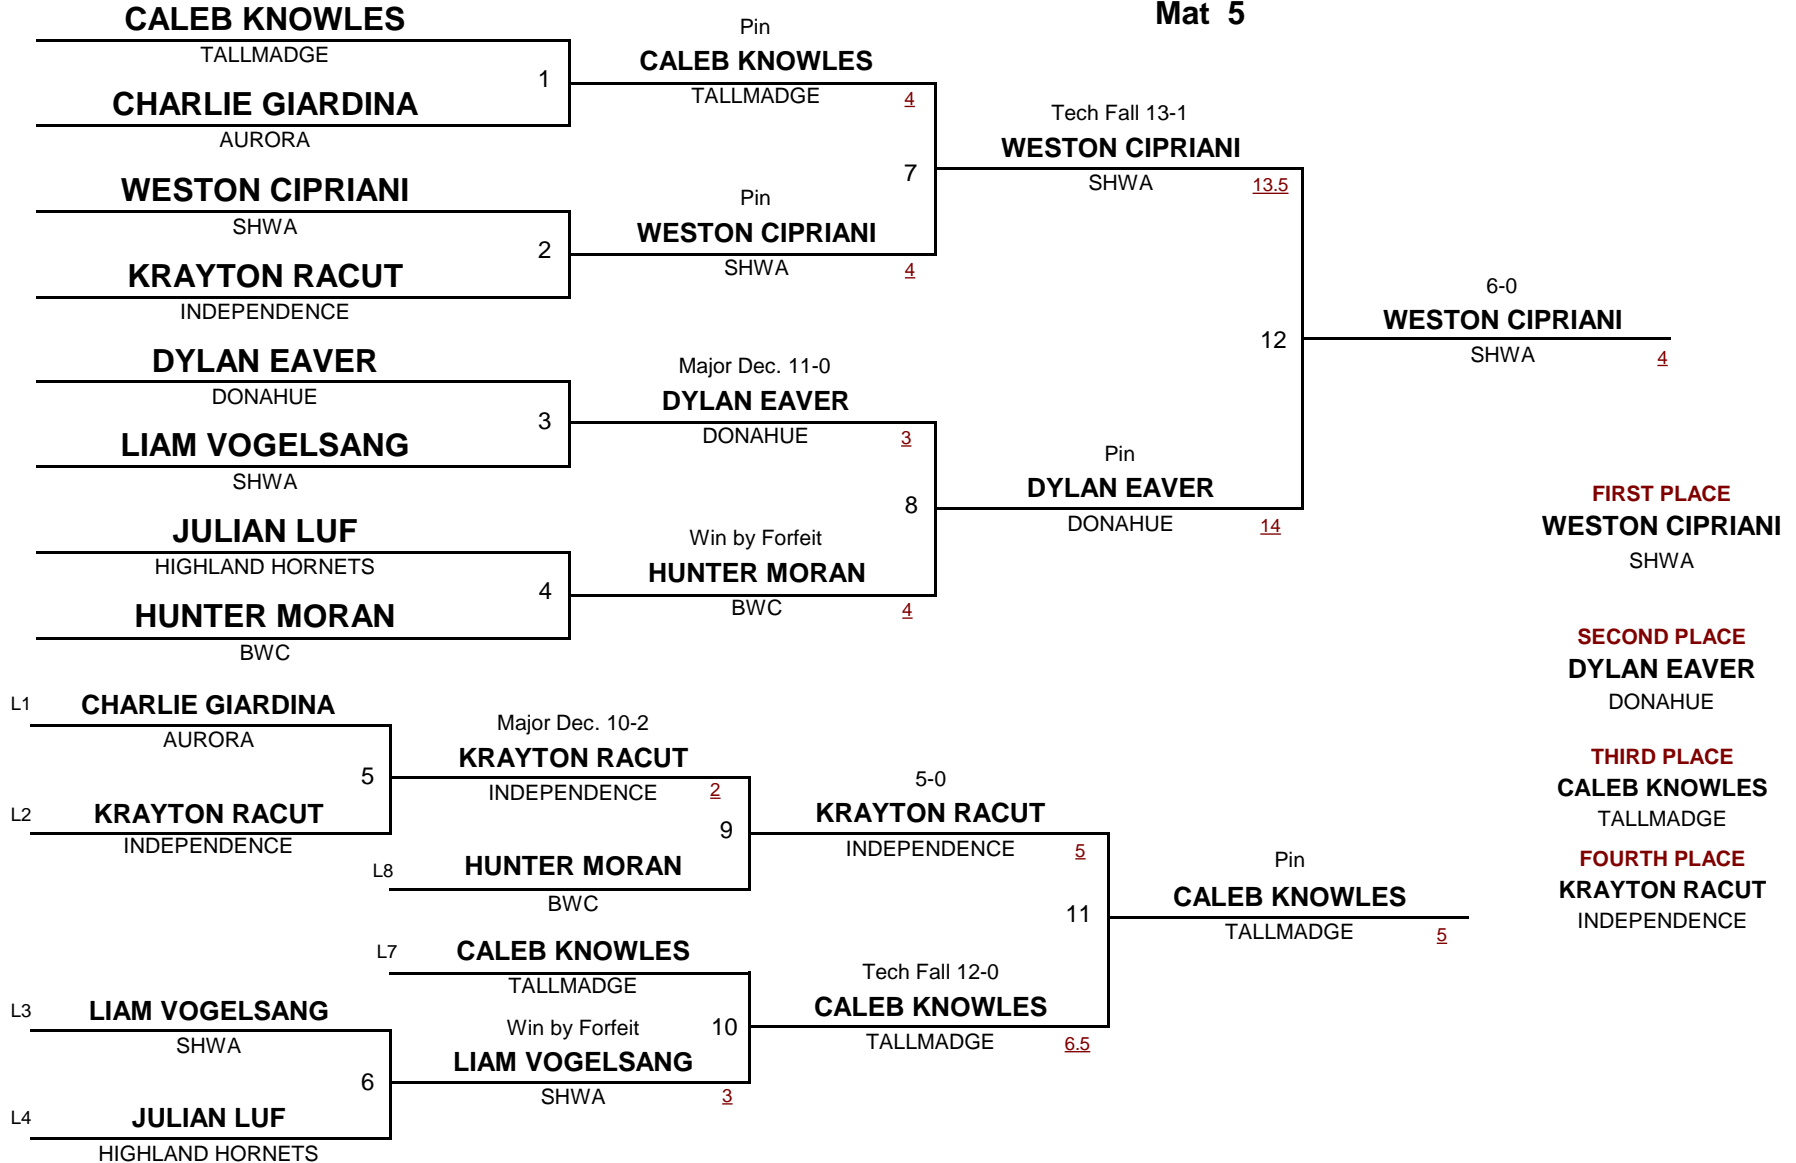 Mat 5
CALEB KNOWLES
TALLMADGE
1
CHARLIE GIARDINA
AURORA
WESTON CIPRIANI
SHWA
2
KRAYTON RACUT
INDEPENDENCE
DYLAN EAVER
DONAHUE
3
LIAM VOGELSANG
SHWA
JULIAN LUF
HIGHLAND HORNETS
4
HUNTER MORAN
BWC
Pin
CALEB KNOWLES
TALLMADGE 4
7
Pin
WESTON CIPRIANI
SHWA 4
Major Dec. 11-0
DYLAN EAVER
DONAHUE 3
8
Win by Forfeit
HUNTER MORAN
BWC 4
Tech Fall 13-1
WESTON CIPRIANI
SHWA 13.5
12
Pin
DYLAN EAVER
DONAHUE 14
6-0
WESTON CIPRIANI
SHWA 4
FIRST PLACE
WESTON CIPRIANI
SHWA
SECOND PLACE
DYLAN EAVER
DONAHUE
THIRD PLACE
CALEB KNOWLES
TALLMADGE
FOURTH PLACE
KRAYTON RACUT
INDEPENDENCE
L1 CHARLIE GIARDINA
AURORA
5
L2 KRAYTON RACUT
INDEPENDENCE
L3 LIAM VOGELSANG
SHWA
6
L4 JULIAN LUF
HIGHLAND HORNETS
Major Dec. 10-2
KRAYTON RACUT
INDEPENDENCE 2
9
L8 HUNTER MORAN
BWC
L7 CALEB KNOWLES
TALLMADGE
Win by Forfeit 10
LIAM VOGELSANG
SHWA 3
5-0
KRAYTON RACUT
INDEPENDENCE 5
11
Tech Fall 12-0
CALEB KNOWLES
TALLMADGE 6.5
Pin
CALEB KNOWLES
TALLMADGE 5